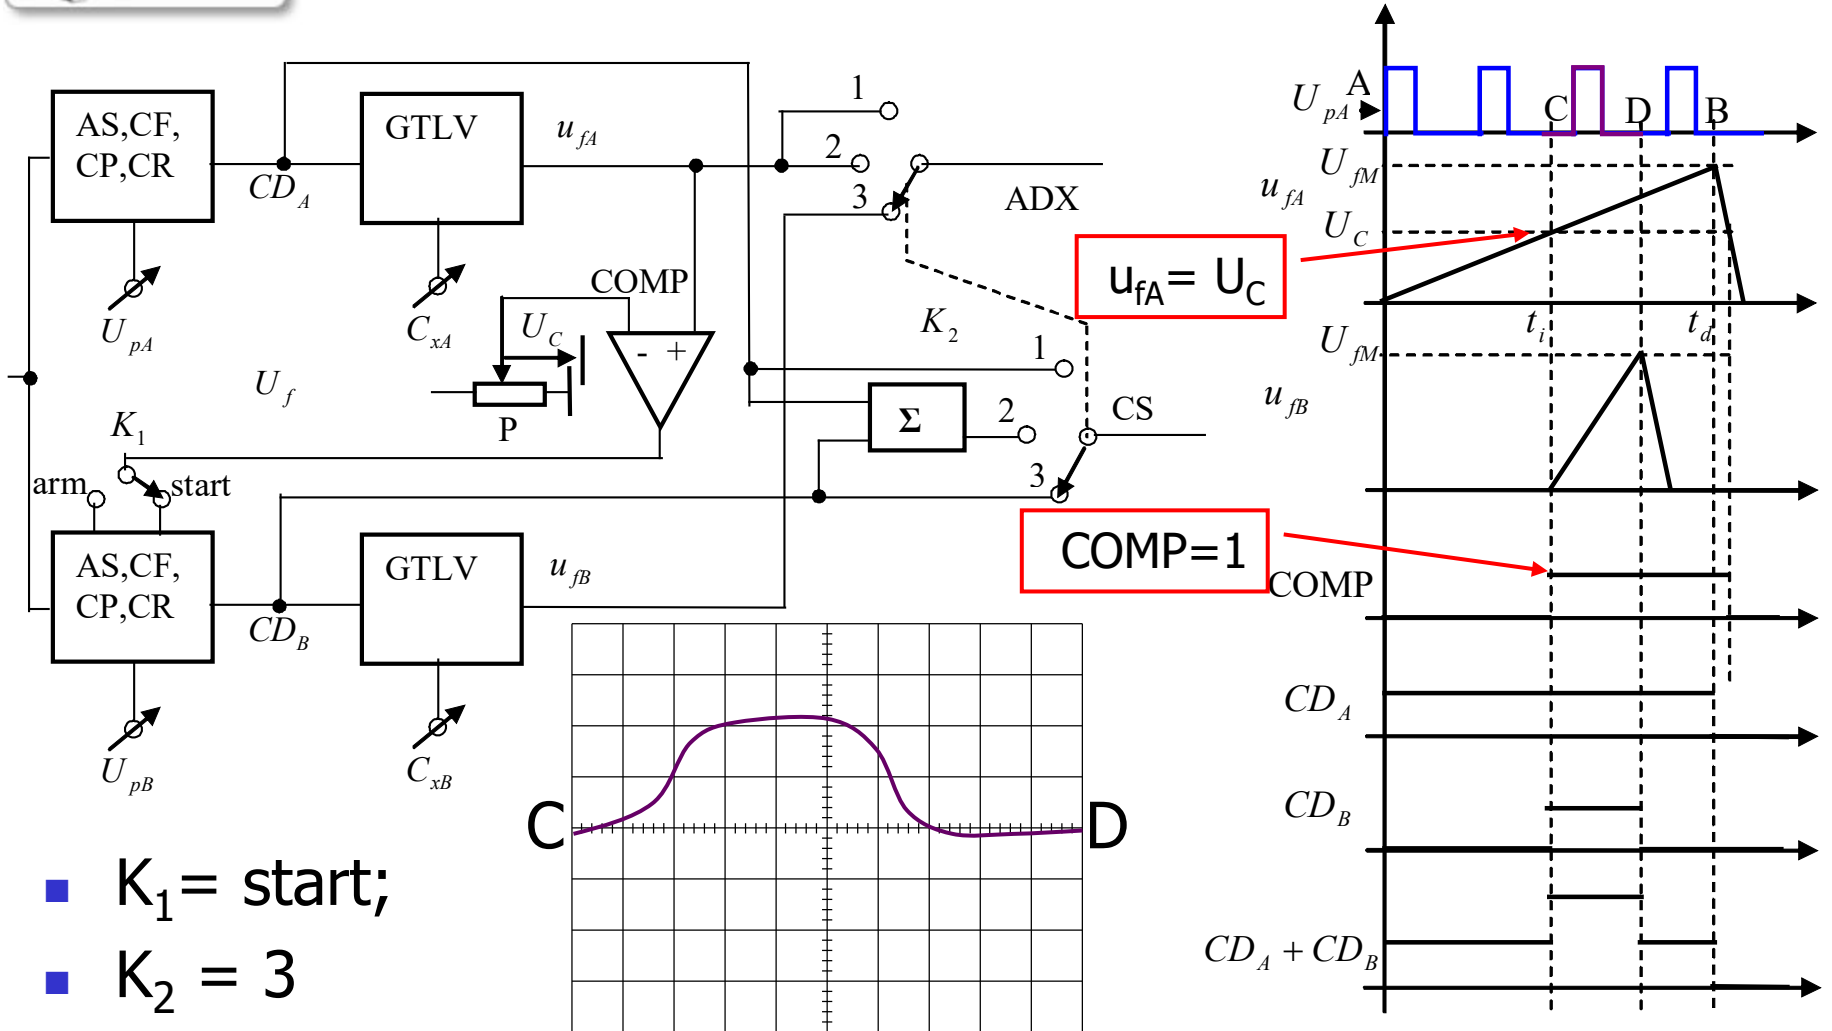 AS,CF,
CP,CR
GTLV
u_fA
CD_A
U_pA
C_xA
COMP
U_C
- +
P
U_f
K_1
arm
start
AS,CF,
CP,CR
GTLV
u_fB
CD_B
U_pB
C_xB
1
2
3
ADX
K_2
1
2
3
Σ
CS
u_fA= U_C
COMP=1
C
D
K_1= start;
K_2 = 3
U_pA
A
C
D
B
U_fM
u_fA
U_C
t_i
t_d
U_fM
u_fB
COMP
CD_A
CD_B
CD_A + CD_B